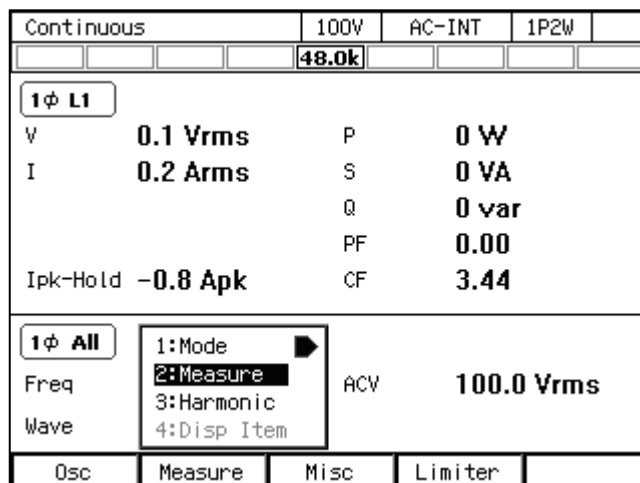 Continuous 100V AC-INT 1P2W
48.0k
1ϕ L1
V 0.1 Vrms P 0 W
I 0.2 Arms S 0 VA
Q 0 var
PF 0.00
Ipk-Hold -0.8 Apk CF 3.44
1ϕ All
1:Mode
2:Measure
3:Harmonic
4:Disp Item
Freq ACV 100.0 Vrms
Wave
Osc Measure Misc Limiter